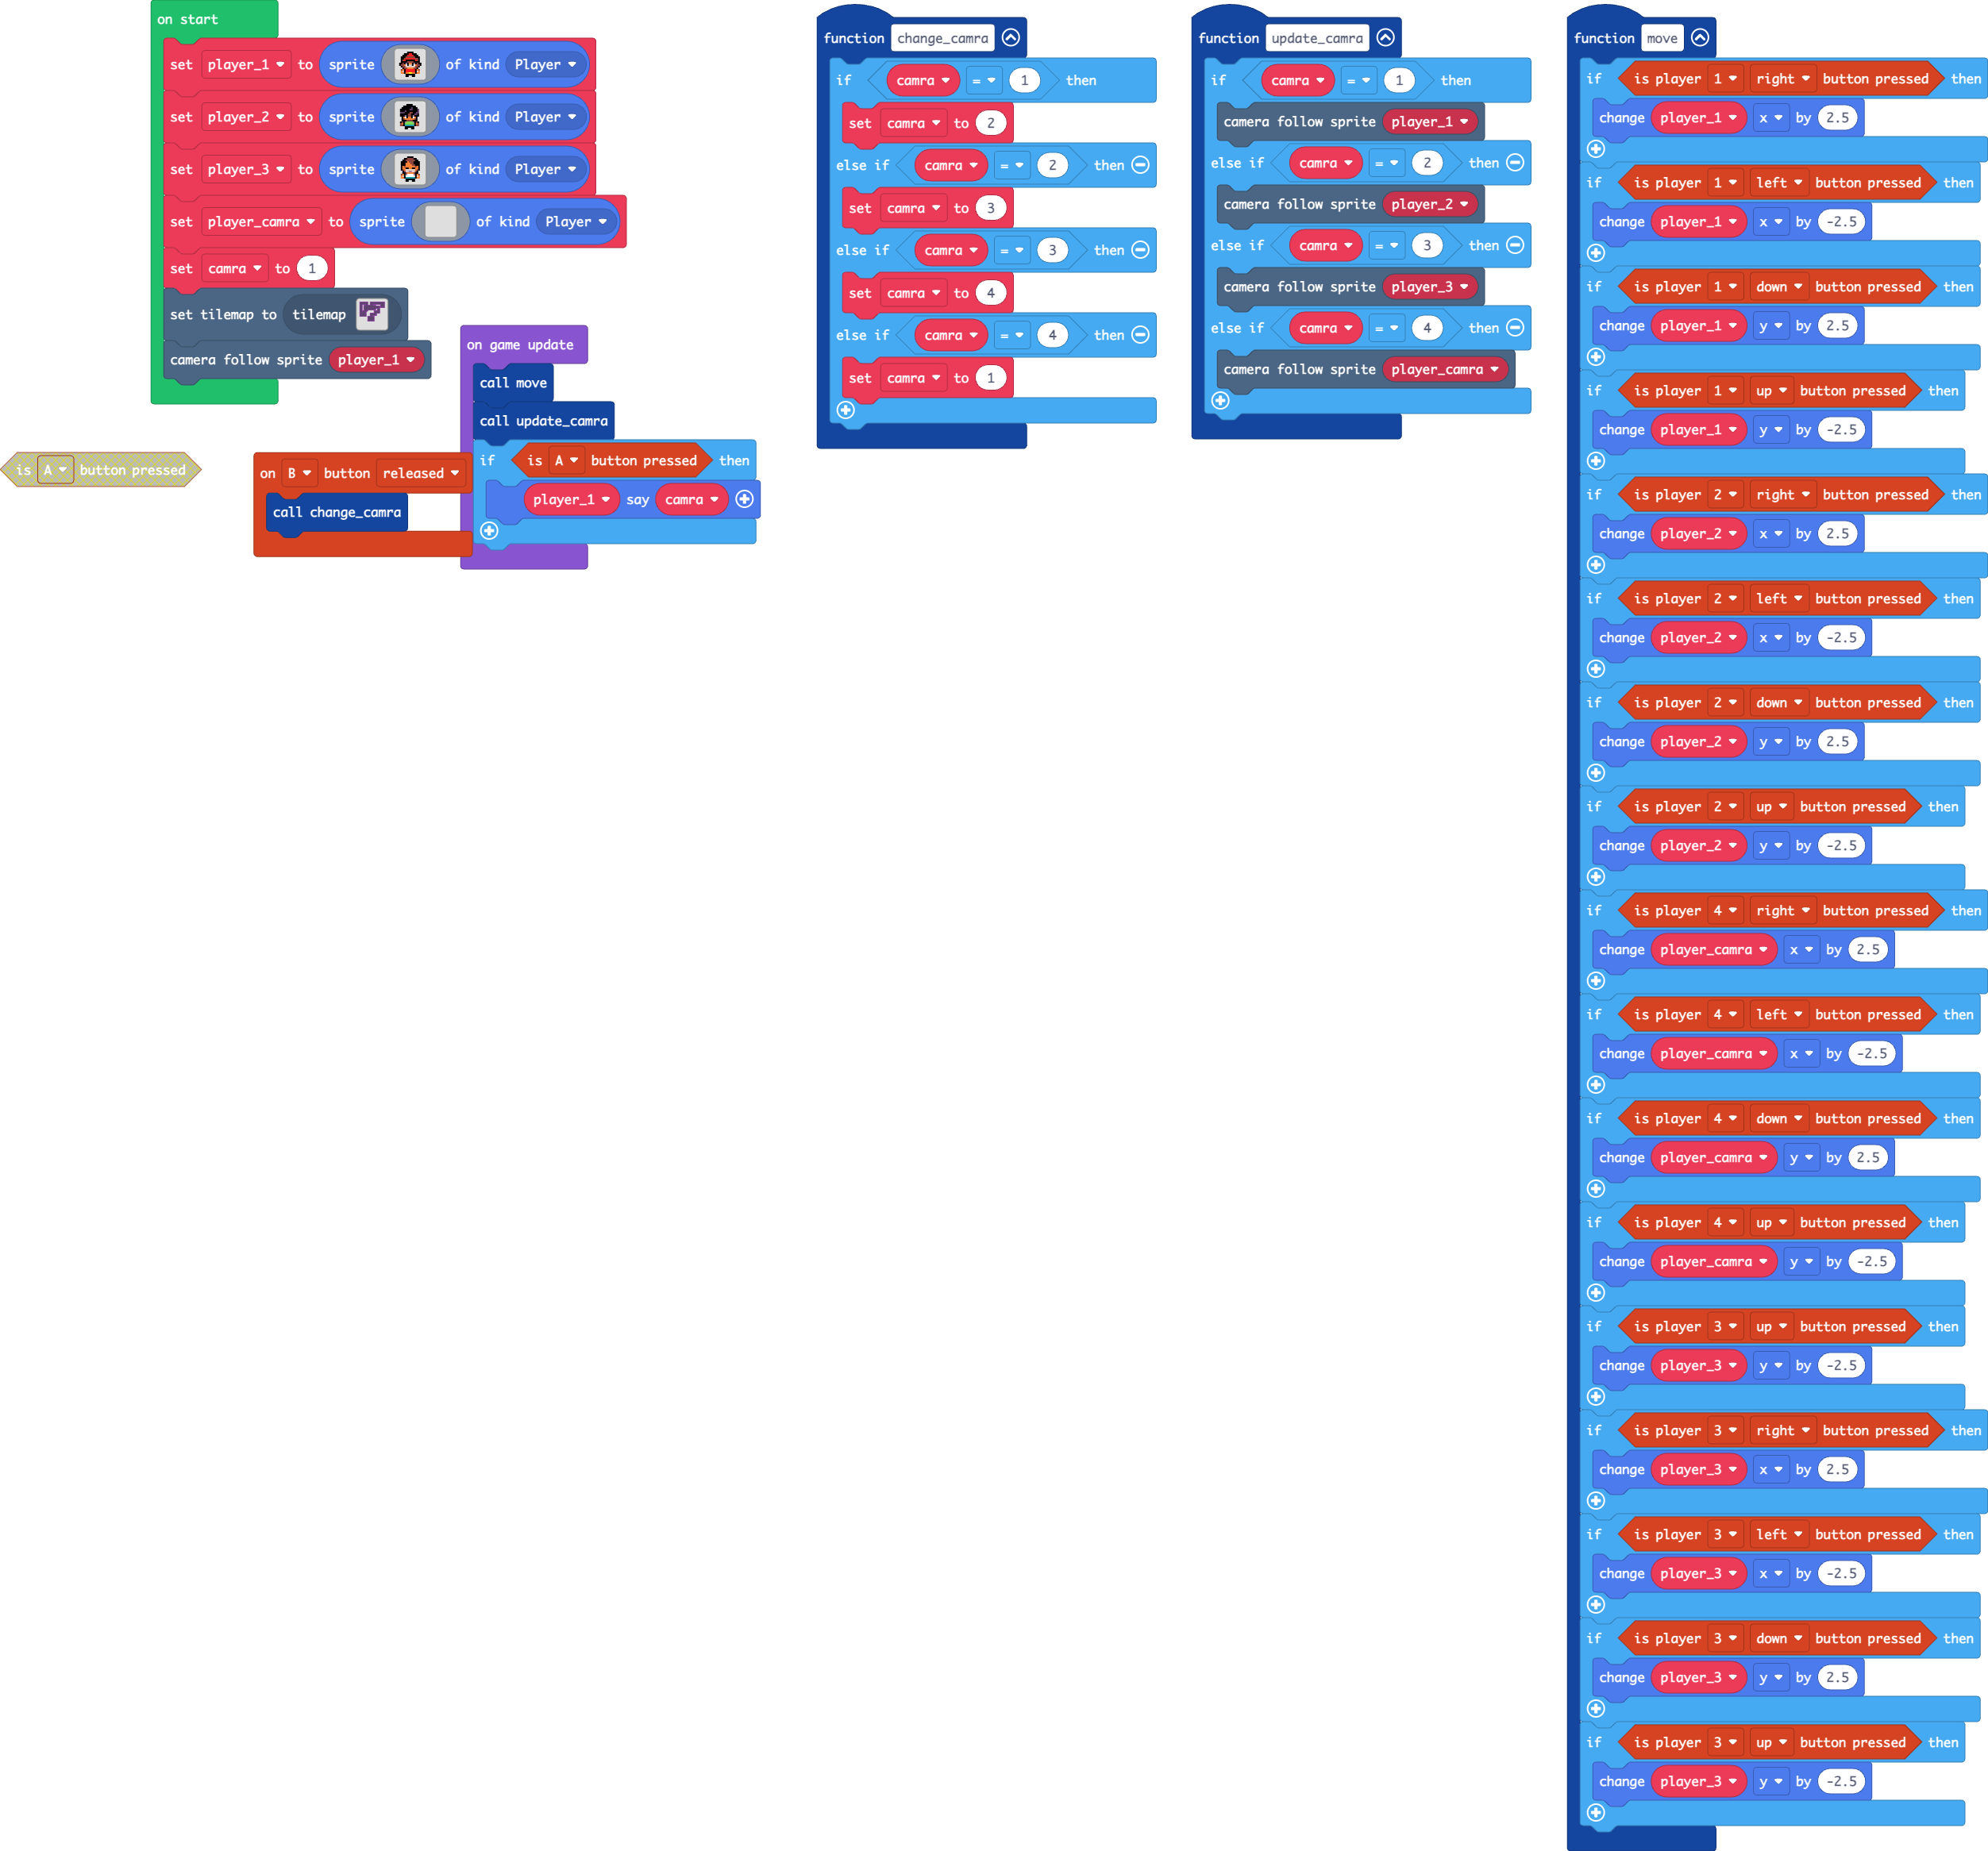 on start
set player_1 to sprite of kind Player
set player_2 to sprite of kind Player
set player_3 to sprite of kind Player
set player_camra to sprite of kind Player
set camra to 1
set tilemap to tilemap
camera follow sprite player_1
is A button pressed
on B button released
call change_camra
on game update
call move
call update_camra
if is A button pressed then
player_1 say camra
function change_camra
if camra = 1 then
set camra to 2
else if camra = 2 then
set camra to 3
else if camra = 3 then
set camra to 4
else if camra = 4 then
set camra to 1
function update_camra
if camra = 1 then
camera follow sprite player_1
else if camra = 2 then
camera follow sprite player_2
else if camra = 3 then
camera follow sprite player_3
else if camra = 4 then
camera follow sprite player_camra
function move
if is player 1 right button pressed then
change player_1 x by 2.5
if is player 1 left button pressed then
change player_1 x by -2.5
if is player 1 down button pressed then
change player_1 y by 2.5
if is player 1 up button pressed then
change player_1 y by -2.5
if is player 2 right button pressed then
change player_2 x by 2.5
if is player 2 left button pressed then
change player_2 x by -2.5
if is player 2 down button pressed then
change player_2 y by 2.5
if is player 2 up button pressed then
change player_2 y by -2.5
if is player 4 right button pressed then
change player_camra x by 2.5
if is player 4 left button pressed then
change player_camra x by -2.5
if is player 4 down button pressed then
change player_camra y by 2.5
if is player 4 up button pressed then
change player_camra y by -2.5
if is player 3 up button pressed then
change player_3 y by -2.5
if is player 3 right button pressed then
change player_3 x by 2.5
if is player 3 left button pressed then
change player_3 x by -2.5
if is player 3 down button pressed then
change player_3 y by 2.5
if is player 3 up button pressed then
change player_3 y by -2.5